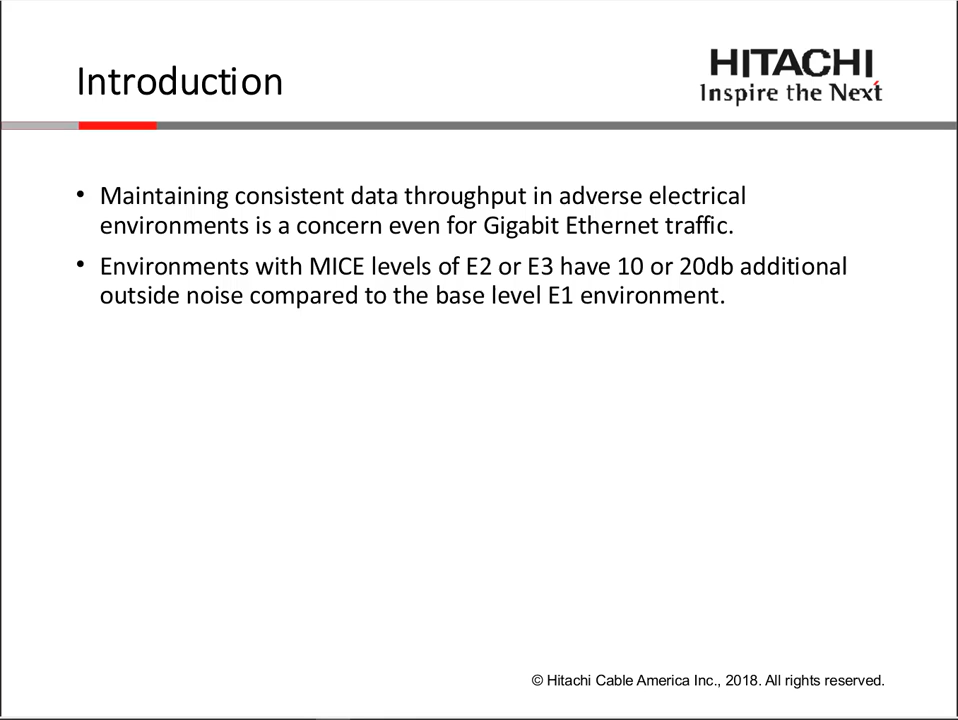 Introduction
HITACHI
Inspire the Next
• Maintaining consistent data throughput in adverse electrical
environments is a concern even for Gigabit Ethernet traffic.
• Environments with MICE levels of E2 or E3 have 10 or 20db additional
outside noise compared to the base level E1 environment.
© Hitachi Cable America Inc., 2018. All rights reserved.